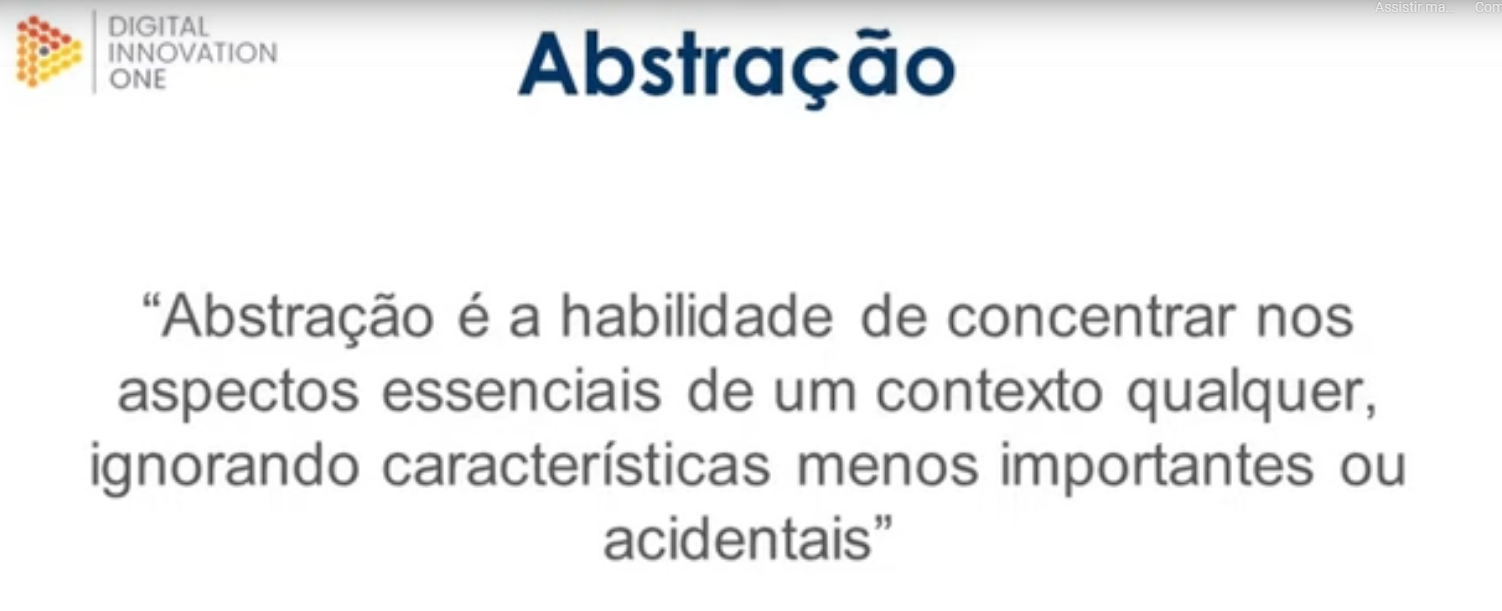 Assistir ma...
DIGITAL
INNOVATION
ONE
Abstração
“Abstração é a habilidade de concentrar nos
aspectos essenciais de um contexto qualquer,
ignorando características menos importantes ou
acidentais”